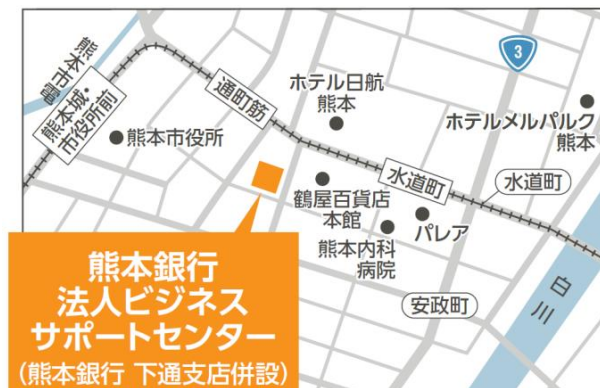 熊本市電
熊本城・
市役所前
熊本市役所
通町筋
ホテル日航
熊本
3
ホテルメルパルク
熊本
水道町
水道町
鶴屋百貨店
本館
パレア
熊本内科
病院
安政町
白川
熊本銀行
法人ビジネス
サポートセンター
(熊本銀行 下通支店併設)